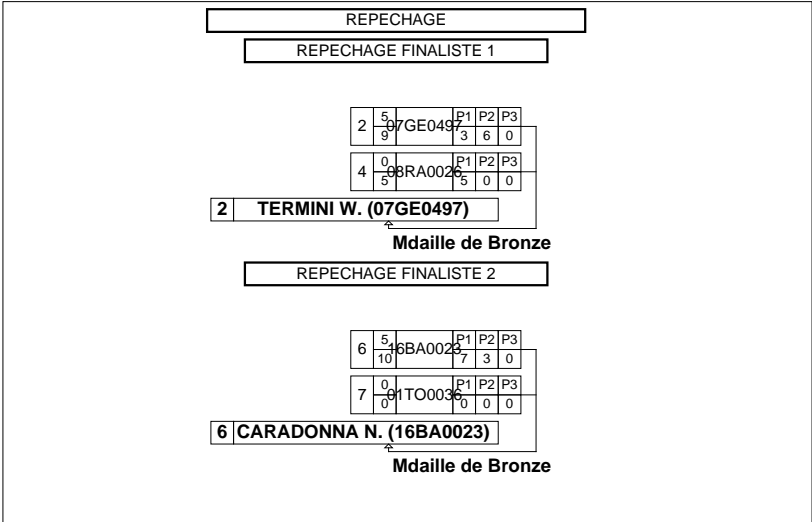 REPECHAGE
REPECHAGE FINALISTE 1
2 5 9 07GE0497 P1 P2 P3
3 6 0
4 0 5 08RA0026 P1 P2 P3
5 0 0
2 TERMINI W. (07GE0497)
Mdaille de Bronze
REPECHAGE FINALISTE 2
6 5 10 16BA0023 P1 P2 P3
7 3 0
7 0 0 01TO0036 P1 P2 P3
0 0 0
6 CARADONNA N. (16BA0023)
Mdaille de Bronze